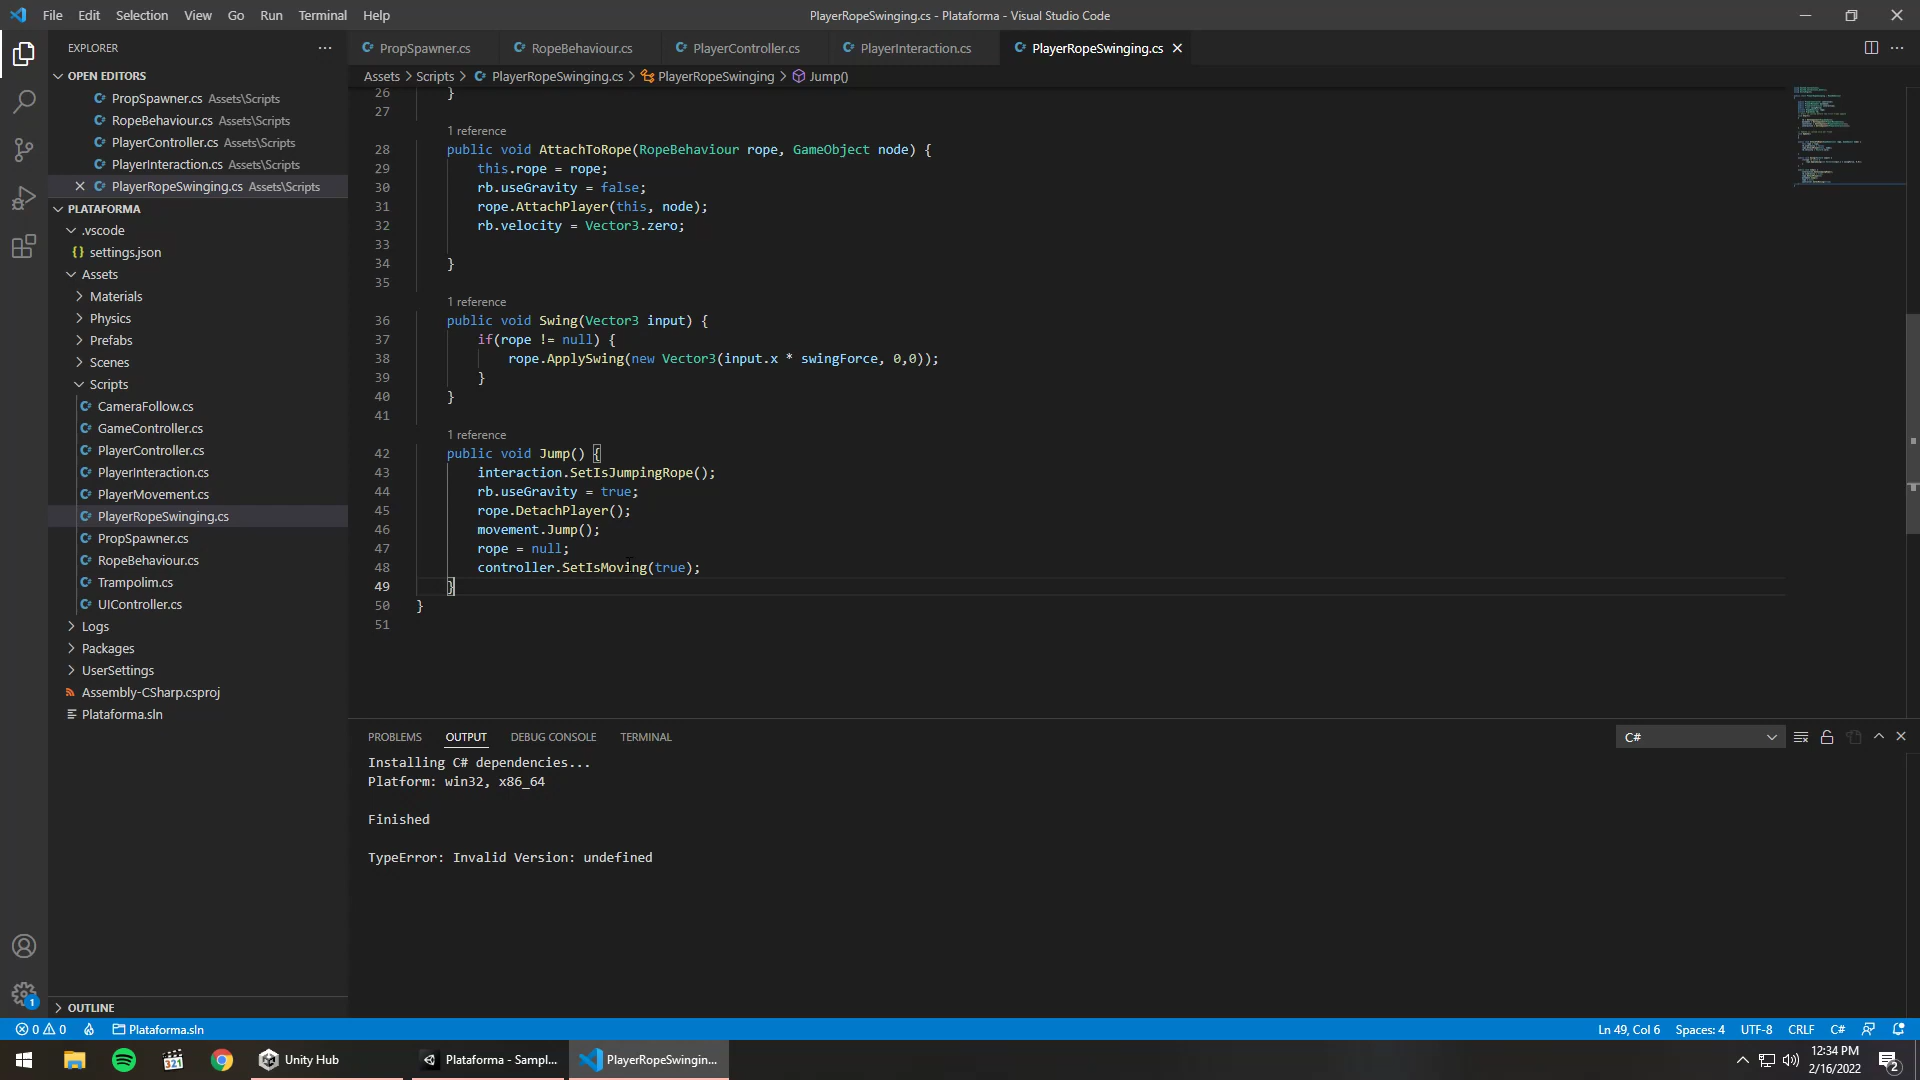 File Edit Selection View Go Run Terminal Help
PlayerRopeSwinging.cs - Plataforma - Visual Studio Code
EXPLORER
OPEN EDITORS
PropSpawner.cs Assets\Scripts
RopeBehaviour.cs Assets\Scripts
PlayerController.cs Assets\Scripts
PlayerInteraction.cs Assets\Scripts
PlayerRopeSwinging.cs Assets\Scripts
PLATAFORMA
.vscode
{} settings.json
Assets
Materials
Physics
Prefabs
Scenes
Scripts
CameraFollow.cs
GameController.cs
PlayerController.cs
PlayerInteraction.cs
PlayerMovement.cs
PlayerRopeSwinging.cs
PropSpawner.cs
RopeBehaviour.cs
Trampolim.cs
UIController.cs
Logs
Packages
UserSettings
Assembly-CSharp.csproj
Plataforma.sln
OUTLINE
PropSpawner.cs RopeBehaviour.cs PlayerController.cs PlayerInteraction.cs PlayerRopeSwinging.cs
Assets > Scripts > PlayerRopeSwinging.cs > PlayerRopeSwinging > Jump()
26 }
27
1 reference
28 public void AttachToRope(RopeBehaviour rope, GameObject node) {
29 this.rope = rope;
30 rb.useGravity = false;
31 rope.AttachPlayer(this, node);
32 rb.velocity = Vector3.zero;
33
34 }
35
1 reference
36 public void Swing(Vector3 input) {
37 if(rope != null) {
38 rope.ApplySwing(new Vector3(input.x * swingForce, 0,0));
39 }
40 }
41
1 reference
42 public void Jump() {
43 interaction.SetIsJumpingRope();
44 rb.useGravity = true;
45 rope.DetachPlayer();
46 movement.Jump();
47 rope = null;
48 controller.SetIsMoving(true);
49 }
50 }
51
PROBLEMS OUTPUT DEBUG CONSOLE TERMINAL
C#
Installing C# dependencies...
Platform: win32, x86_64
Finished
TypeError: Invalid Version: undefined
1
0 0 Plataforma.sln
Ln 49, Col 6 Spaces: 4 UTF-8 CRLF C#
321
Unity Hub
Plataforma - Sampl...
PlayerRopeSwingin...
12:34 PM
2/16/2022
2